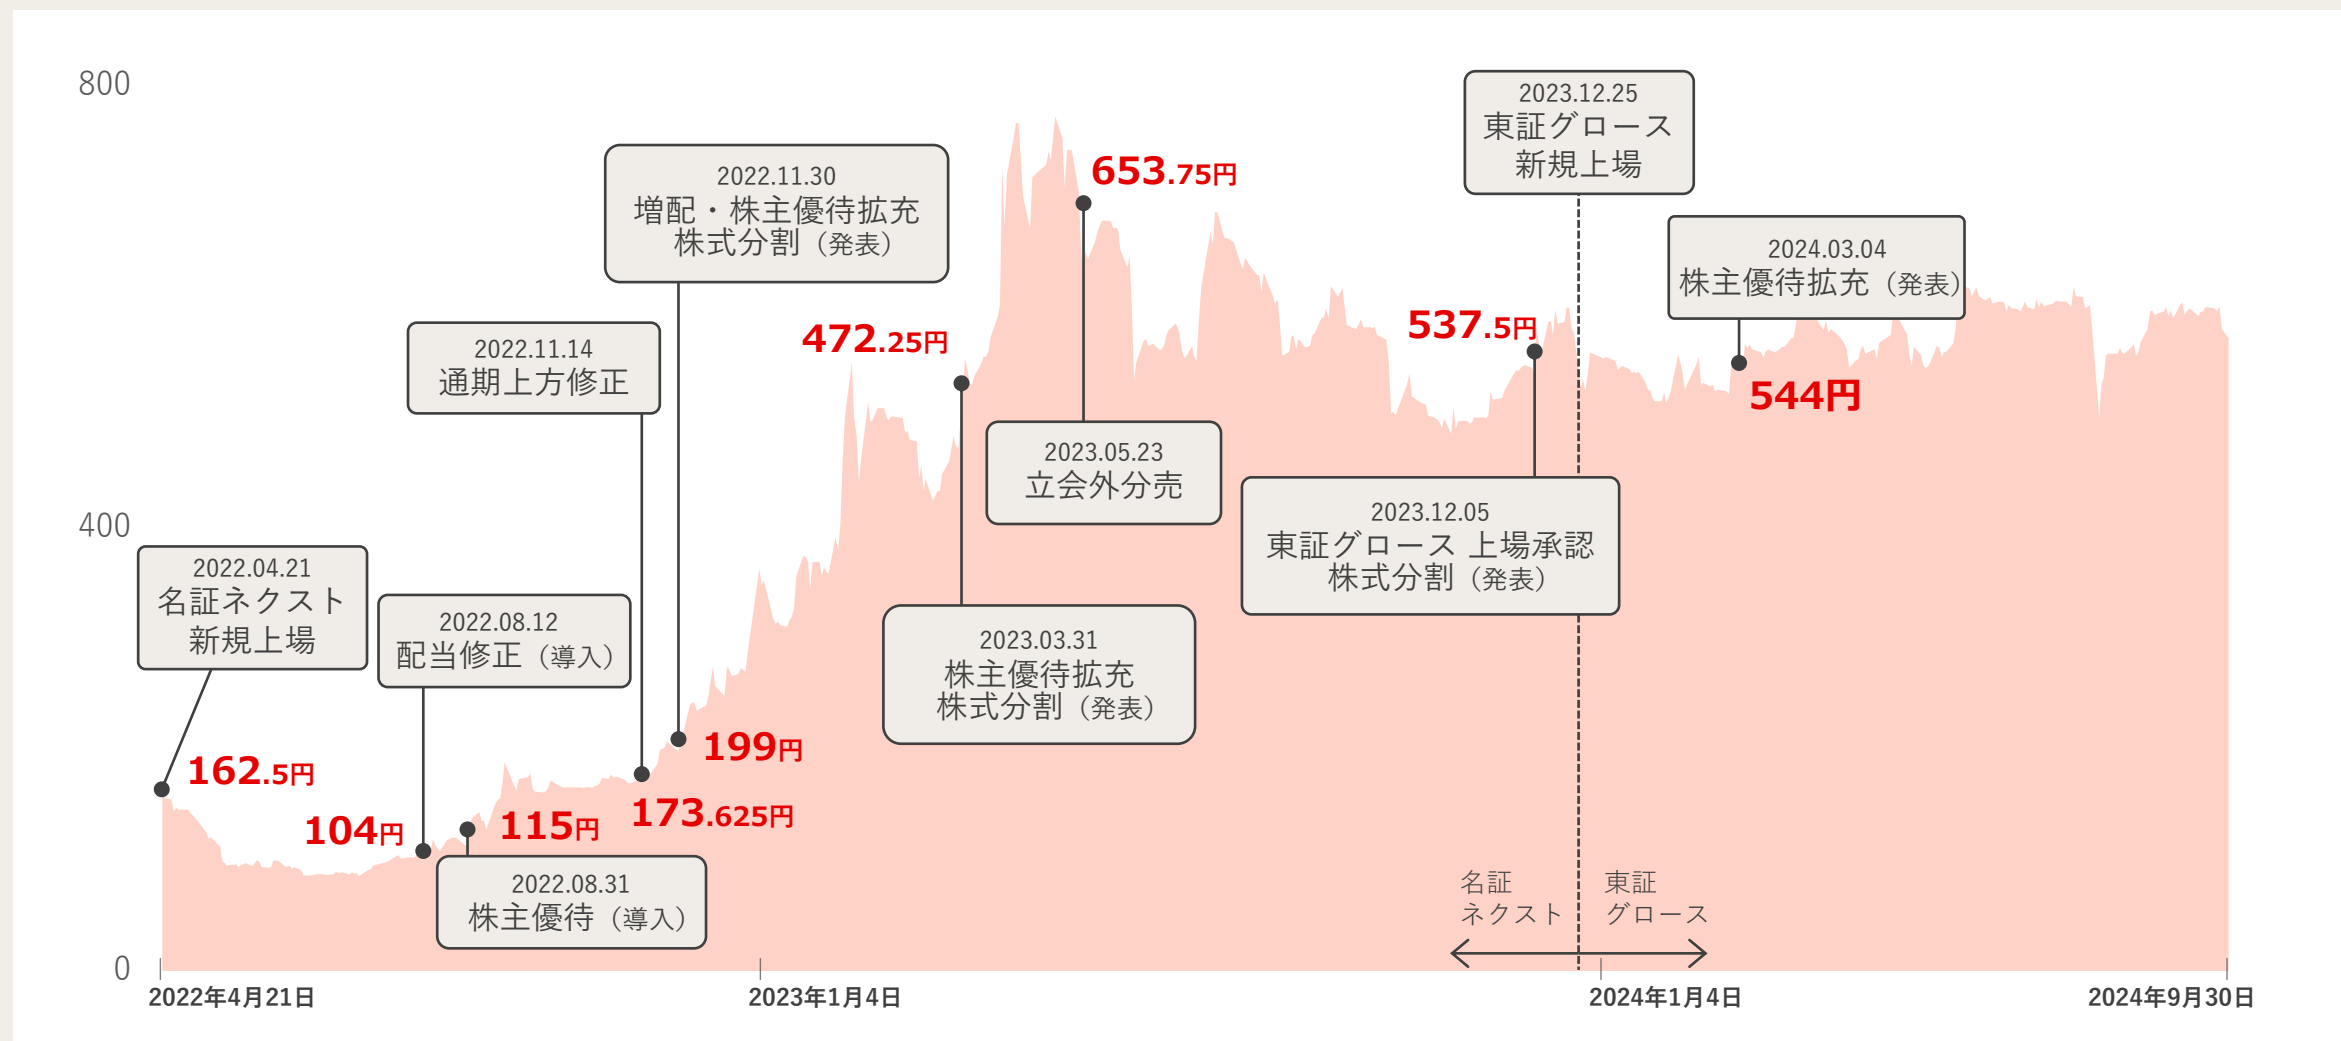 800
400
0
2022.04.21
名証ネクスト
新規上場
162.5円
2022.08.12
配当修正（導入）
104円
2022.08.31
株主優待（導入）
115円
2022.11.14
通期上方修正
173.625円
2022.11.30
増配・株主優待拡充
株式分割（発表）
199円
2023.03.31
株主優待拡充
株式分割（発表）
472.25円
2023.05.23
立会外分売
653.75円
2023.12.05
東証グロース 上場承認
株式分割（発表）
537.5円
2023.12.25
東証グロース
新規上場
2024.03.04
株主優待拡充（発表）
544円
名証
ネクスト
東証
グロース
2022年4月21日
2023年1月4日
2024年1月4日
2024年9月30日